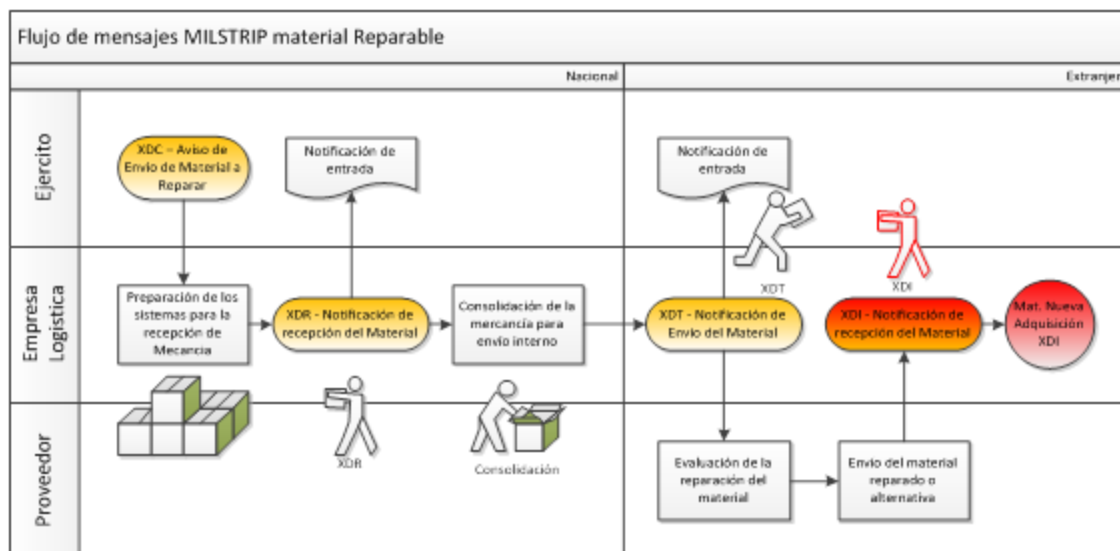 Flujo de mensajes MILSTRIP material Reparable
Nacional
Extranjer
Ejercito
XDC – Aviso de
Envio de Material a
Reparar
Notificación de
entrada
Notificación de
entrada
XDT
XDI
Empresa
Logística
Preparación de los
sistemas para la
recepción de
Mecancia
XDR - Notificación de
recepción del Material
Consolidación de la
mercancía para
envío interno
XDT - Notificación de
Envio del Material
XDI - Notificación de
recepción del Material
Mat. Nueva
Adquisición
XDI
XDR
Consolidación
Proveedor
Evaluación de la
reparación del
material
Envio del material
reparado o
alternativa